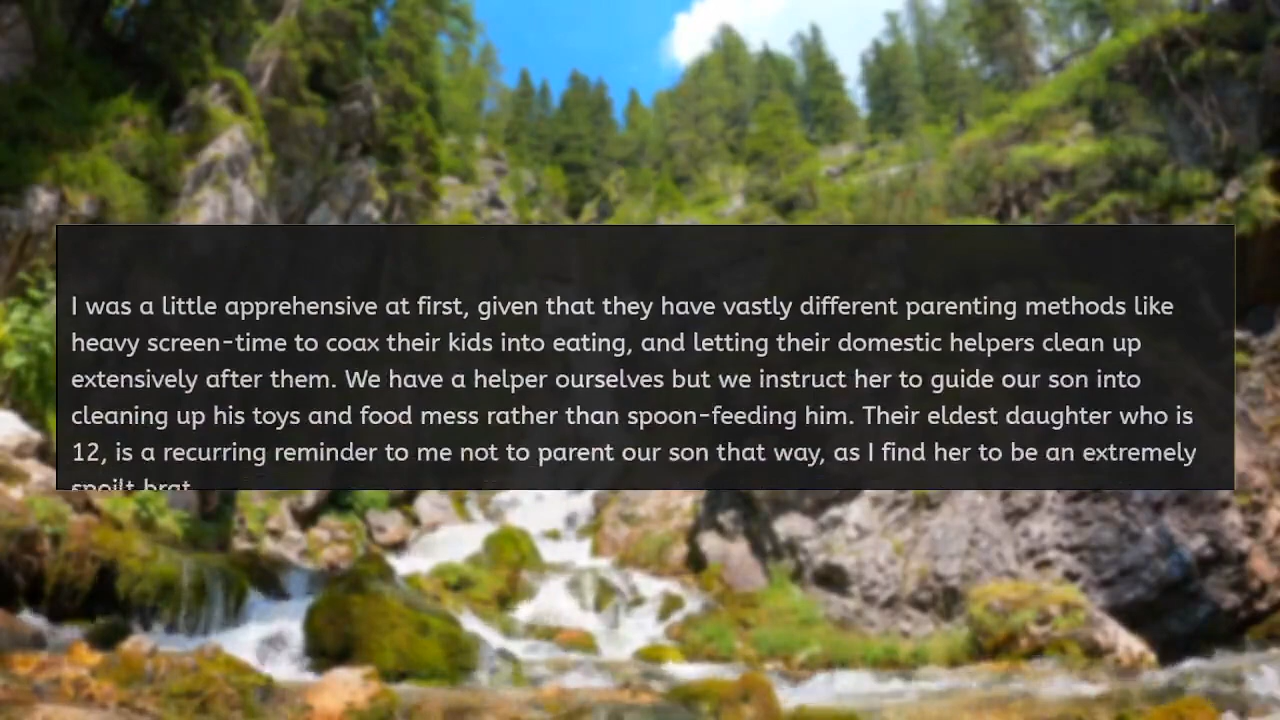 I was a little apprehensive at first, given that they have vastly different parenting methods like
heavy screen-time to coax their kids into eating, and letting their domestic helpers clean up
extensively after them. We have a helper ourselves but we instruct her to guide our son into
cleaning up his toys and food mess rather than spoon-feeding him. Their eldest daughter who is
12, is a recurring reminder to me not to parent our son that way, as I find her to be an extremely
spoilt brat